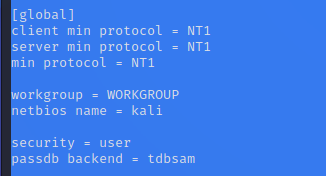 [global]
client min protocol = NT1
server min protocol = NT1
min protocol = NT1
workgroup = WORKGROUP
netbios name = kali
security = user
passdb backend = tdbsam